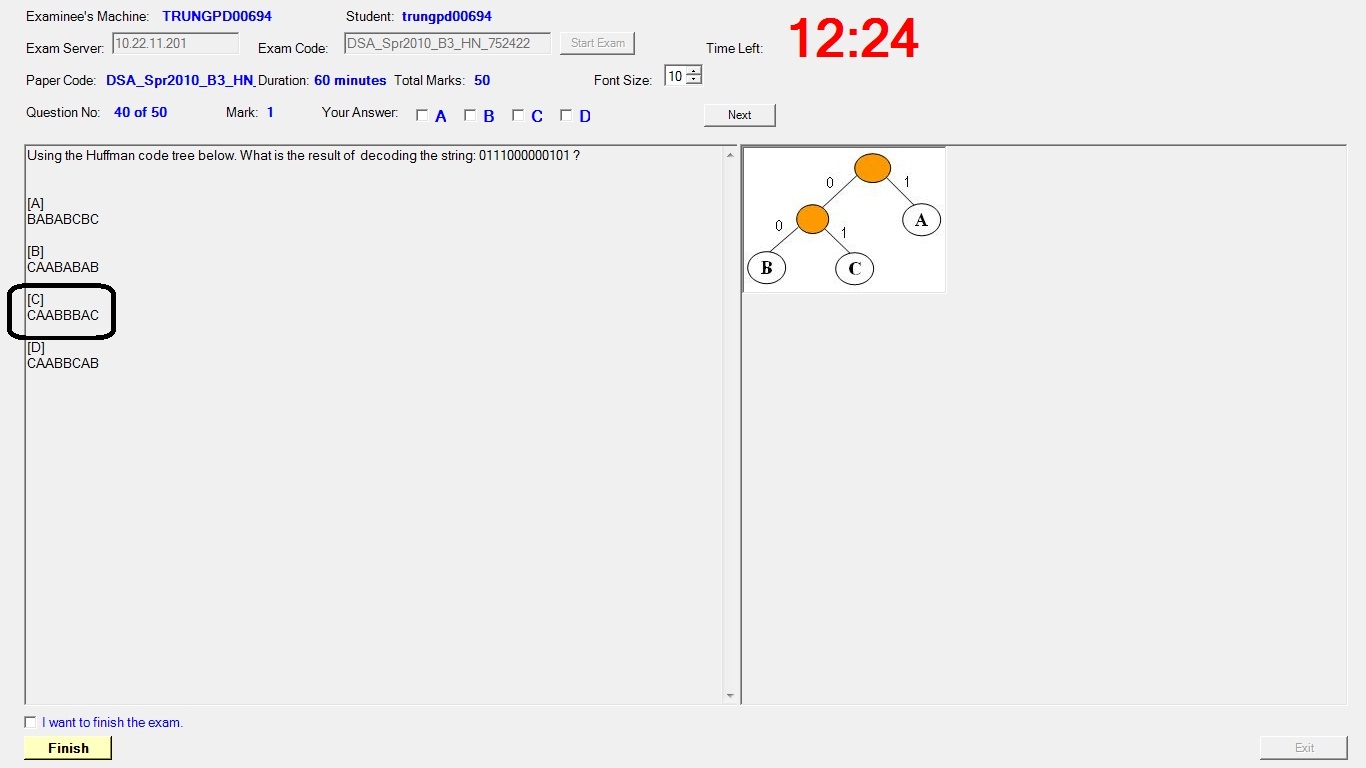 Examinee's Machine: TRUNGPD00694 Student: trungpd00694
Exam Server: 10.22.11.201 Exam Code: DSA_Spr2010_B3_HN_752422 Start Exam Time Left: 12:24
Paper Code: DSA_Spr2010_B3_HN_ Duration: 60 minutes Total Marks: 50 Font Size: 10
Question No: 40 of 50 Mark: 1 Your Answer: A B C D Next
Using the Huffman code tree below. What is the result of decoding the string: 0111000000101 ?
[A]
BABABCBC
[B]
CAABABAB
[C]
CAABBBAC
[D]
CAABBCAB
0 1
A
0 1
B C
I want to finish the exam.
Finish Exit